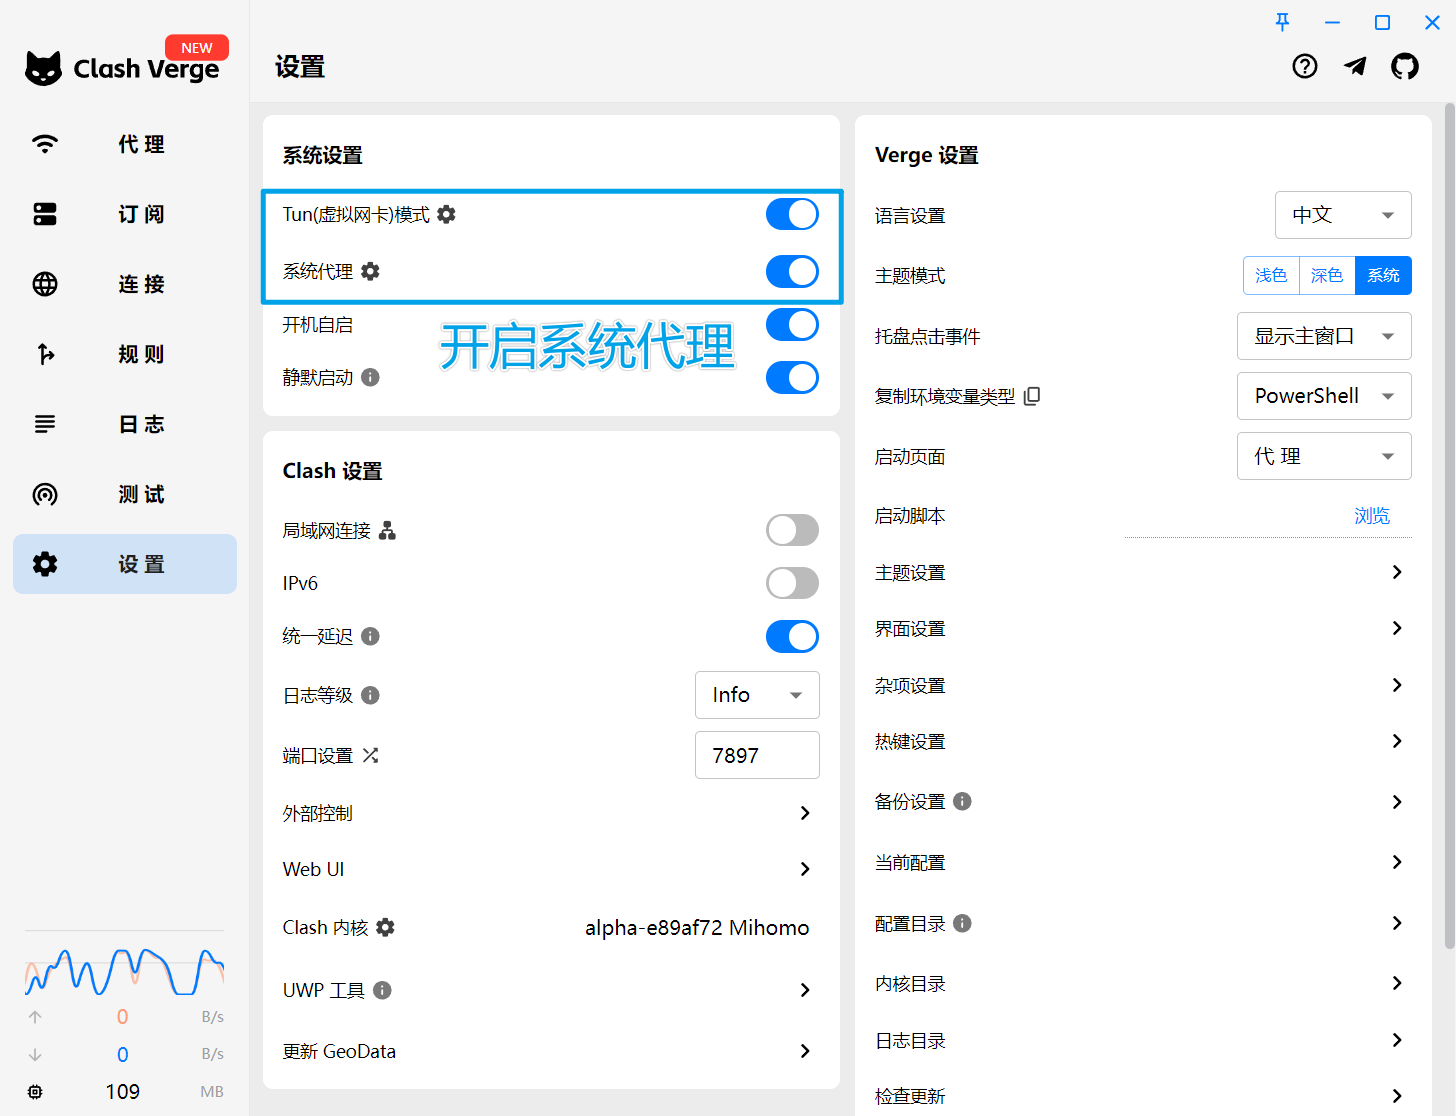 NEW
Clash Verge
代 理
订 阅
连 接
规 则
日 志
测 试
设 置
0 B/s
0 B/s
109 MB
设置
系统设置
Tun(虚拟网卡)模式
系统代理
开机自启
开启系统代理
静默启动
Clash 设置
局域网连接
IPv6
统一延迟
日志等级 Info
端口设置 7897
外部控制
Web UI
Clash 内核 alpha-e89af72 Mihomo
UWP 工具
更新 GeoData
Verge 设置
语言设置 中文
主题模式 浅色 深色 系统
托盘点击事件 显示主窗口
复制环境变量类型 PowerShell
启动页面 代 理
启动脚本 浏览
主题设置
界面设置
杂项设置
热键设置
备份设置
当前配置
配置目录
内核目录
日志目录
检查更新